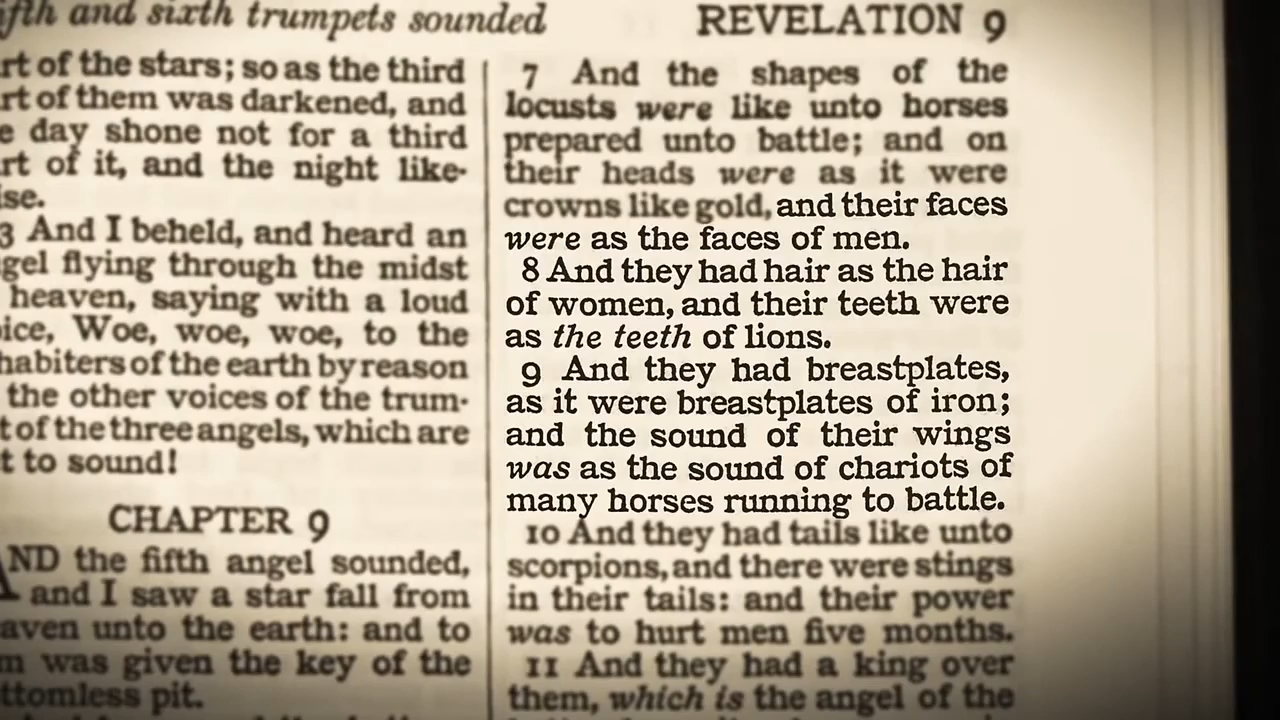 fth and sixth trumpets sounded
REVELATION 9
rt of the stars; so as the third
rt of them was darkened, and
e day shone not for a third
rt of it, and the night like-
ise.
3 And I beheld, and heard an
gel flying through the midst
heaven, saying with a loud
oice, Woe, woe, woe, to the
habiters of the earth by reason
the other voices of the trum-
t of the three angels, which are
t to sound!
CHAPTER 9
AND the fifth angel sounded,
and I saw a star fall from
aven unto the earth: and to
m was given the key of the
ttomless pit.
7 And the shapes of the
locusts were like unto horses
prepared unto battle; and on
their heads were as it were
crowns like gold, and their faces
were as the faces of men.
8 And they had hair as the hair
of women, and their teeth were
as the teeth of lions.
9 And they had breastplates,
as it were breastplates of iron;
and the sound of their wings
was as the sound of chariots of
many horses running to battle.
10 And they had tails like unto
scorpions, and there were stings
in their tails: and their power
was to hurt men five months.
11 And they had a king over
them, which is the angel of the